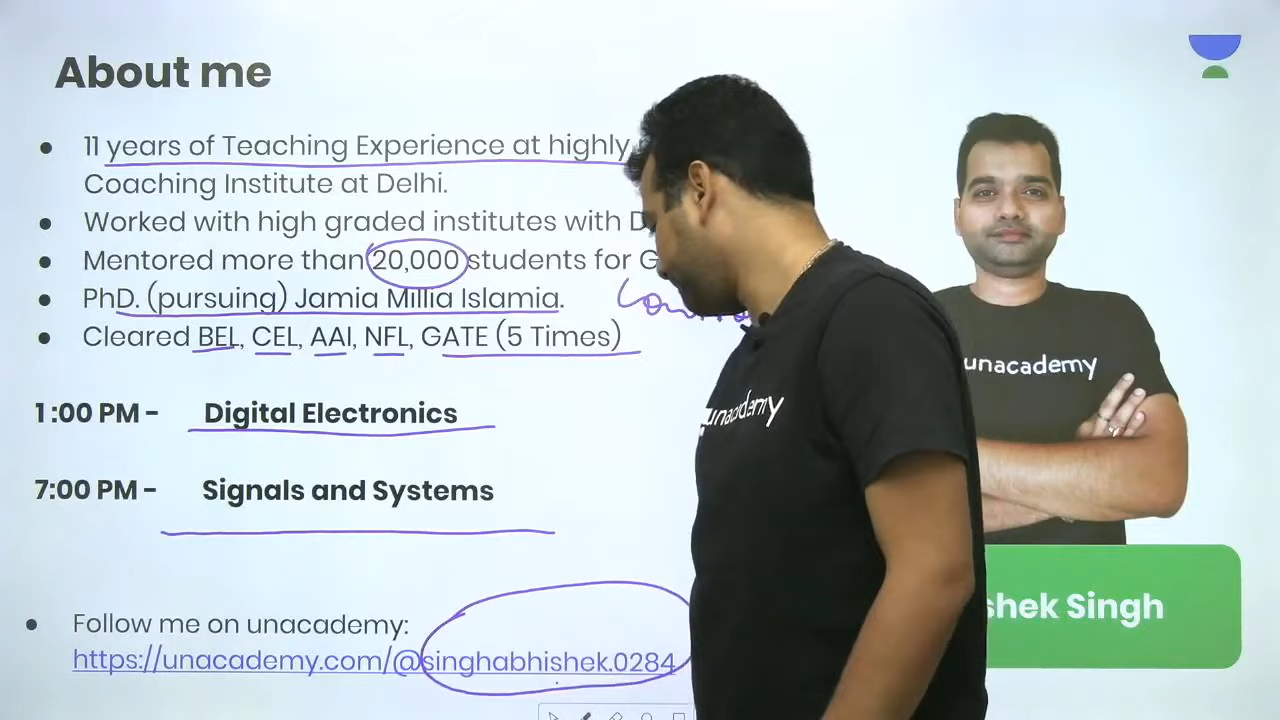 About me
• 11 years of Teaching Experience at highly
Coaching Institute at Delhi.
• Worked with high graded institutes with D
• Mentored more than 20,000 students for G
• PhD. (pursuing) Jamia Millia Islamia.
• Cleared BEL, CEL, AAI, NFL, GATE (5 Times)
1:00 PM - Digital Electronics
7:00 PM - Signals and Systems
• Follow me on unacademy:
https://unacademy.com/@singhabhishek.0284
unacademy
unacademy
shek Singh